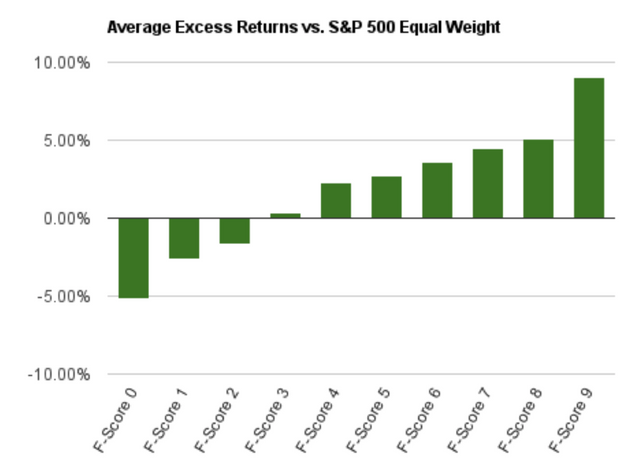 Average Excess Returns vs. S&P 500 Equal Weight
10.00%
5.00%
0.00%
-5.00%
-10.00%
F-Score 0
F-Score 1
F-Score 2
F-Score 3
F-Score 4
F-Score 5
F-Score 6
F-Score 7
F-Score 8
F-Score 9